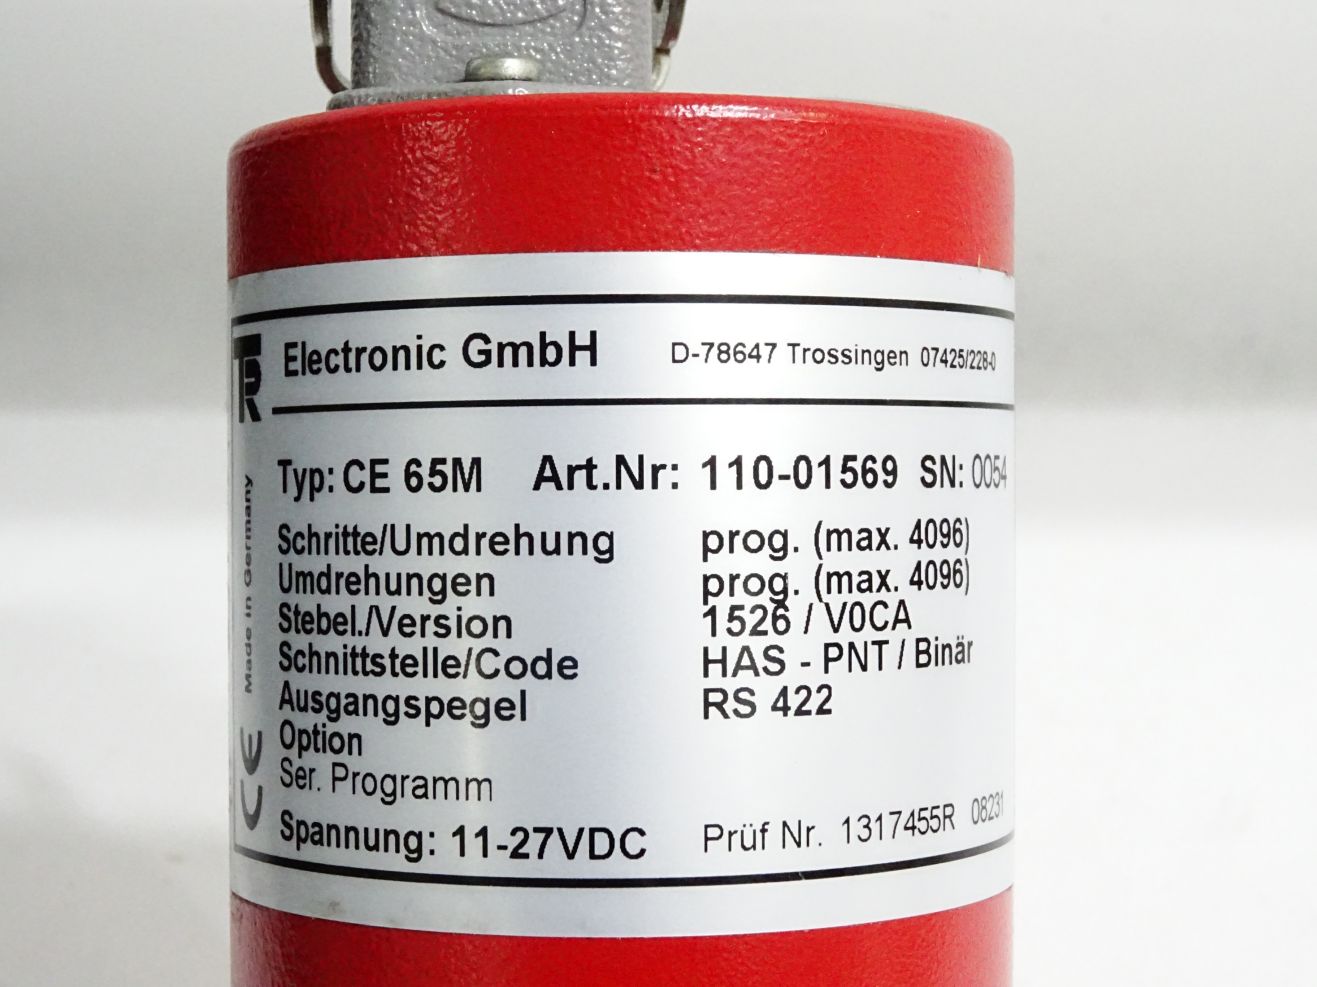 TR Electronic GmbH D-78647 Trossingen 07425/228-0
Typ: CE 65M Art.Nr: 110-01569 SN: 0054
Schritte/Umdrehung prog. (max. 4096)
Umdrehungen prog. (max. 4096)
Stebel./Version 1526 / V0CA
Schnittstelle/Code HAS - PNT / Binär
Ausgangspegel RS 422
Option
Ser. Programm
Spannung: 11-27VDC Prüf Nr. 1317455R 08231
Made in Germany
CE